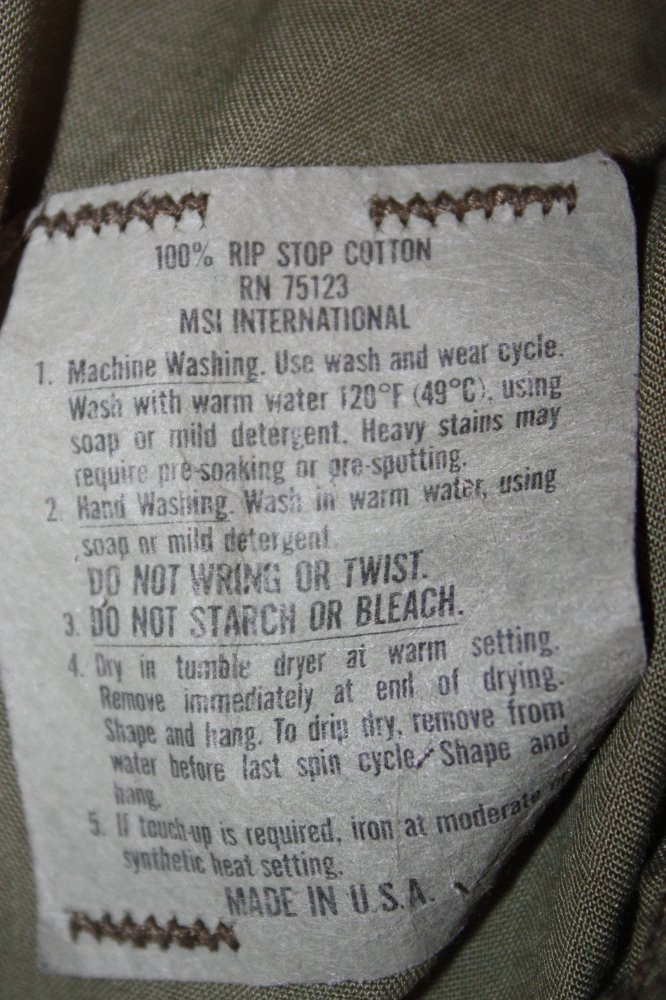 100% RIP STOP COTTON
RN 75123
MSI INTERNATIONAL
1. Machine Washing. Use wash and wear cycle.
Wash with warm water 120°F (49°C), using
soap or mild detergent. Heavy stains may
require pre-soaking or pre-spotting.
2. Hand Washing. Wash in warm water, using
soap or mild detergent.
DO NOT WRING OR TWIST.
3. DO NOT STARCH OR BLEACH.
4. Dry in tumble dryer at warm setting.
Remove immediately at end of drying.
Shape and hang. To drip dry, remove from
water before last spin cycle. Shape and
hang.
5. If touch-up is required, iron at moderate or
synthetic heat setting.
MADE IN U.S.A.